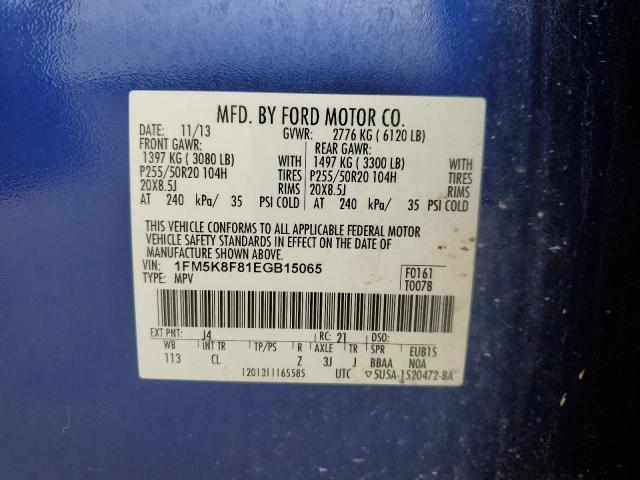 MFD. BY FORD MOTOR CO.
DATE: 11/13 GVWR: 2776 KG ( 6120 LB)
FRONT GAWR: REAR GAWR:
1397 KG ( 3080 LB) WITH 1497 KG ( 3300 LB) WITH
P255/50R20 104H TIRES P255/50R20 104H TIRES
20X8.5J RIMS 20X8.5J RIMS
AT 240 kPa/ 35 PSI COLD AT 240 kPa/ 35 PSI COLD
THIS VEHICLE CONFORMS TO ALL APPLICABLE FEDERAL MOTOR
VEHICLE SAFETY STANDARDS IN EFFECT ON THE DATE OF
MANUFACTURE SHOWN ABOVE.
VIN: 1FM5K8F81EGB15065 F0161
TYPE: MPV T0078
EXT PNT: J4 RC: 21 DSO:
WB INT TR TP/PS R AXLE TR SPR EUB1S
113 CL Z 3J J BBAA NOA
12013111165585 UTC ▽5U5A-1520472-BA